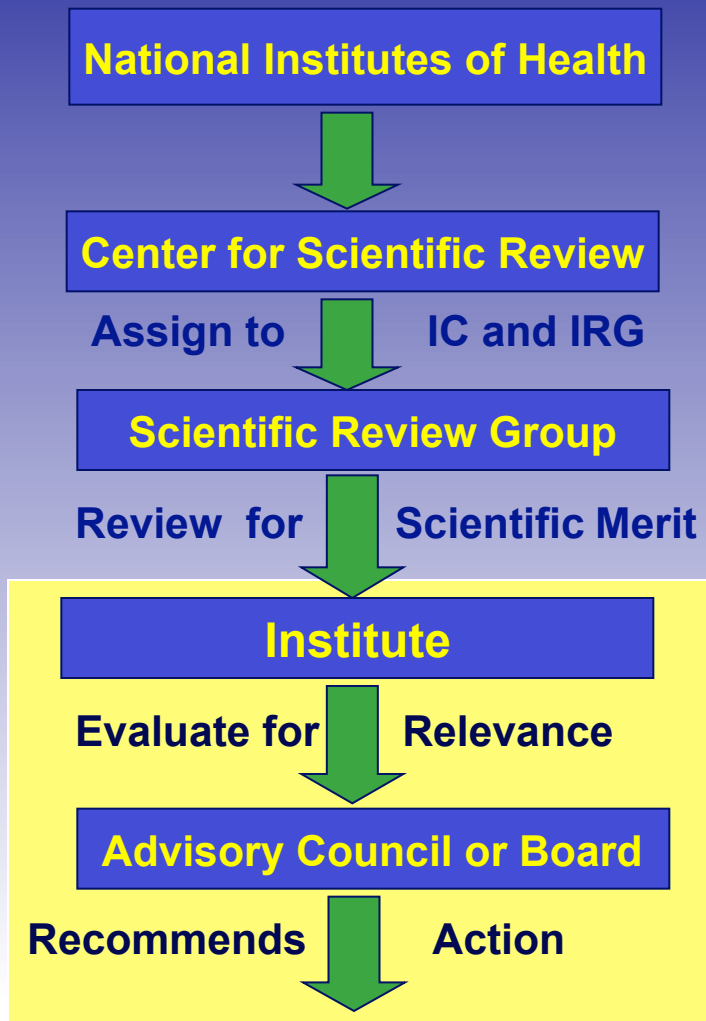 National Institutes of Health
Center for Scientific Review
Assign to IC and IRG
Scientific Review Group
Review for Scientific Merit
Institute
Evaluate for Relevance
Advisory Council or Board
Recommends Action